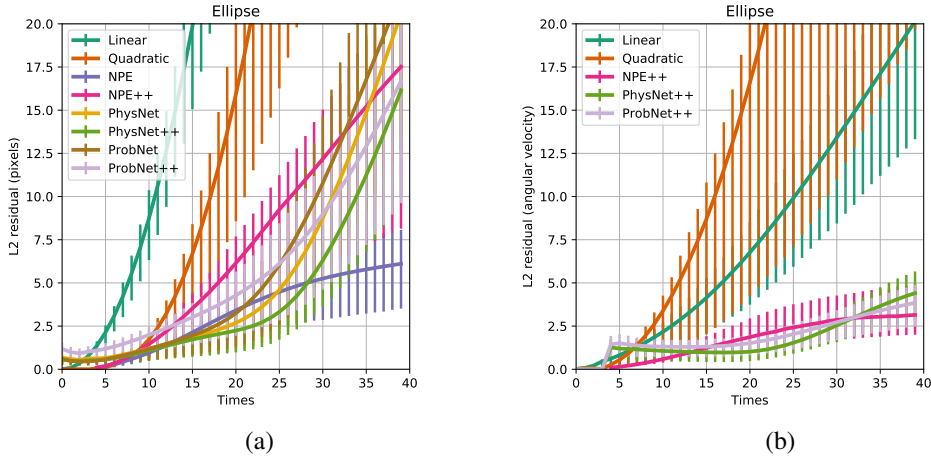 Ellipse
20.0
17.5
15.0
12.5
10.0
7.5
5.0
2.5
0.0
L2 residual (pixels)
Linear
Quadratic
NPE
NPE++
PhysNet
PhysNet++
ProbNet
ProbNet++
0 5 10 15 20 25 30 35 40
Times
(a)
Ellipse
20.0
17.5
15.0
12.5
10.0
7.5
5.0
2.5
0.0
L2 residual (angular velocity)
Linear
Quadratic
NPE++
PhysNet++
ProbNet++
0 5 10 15 20 25 30 35 40
Times
(b)